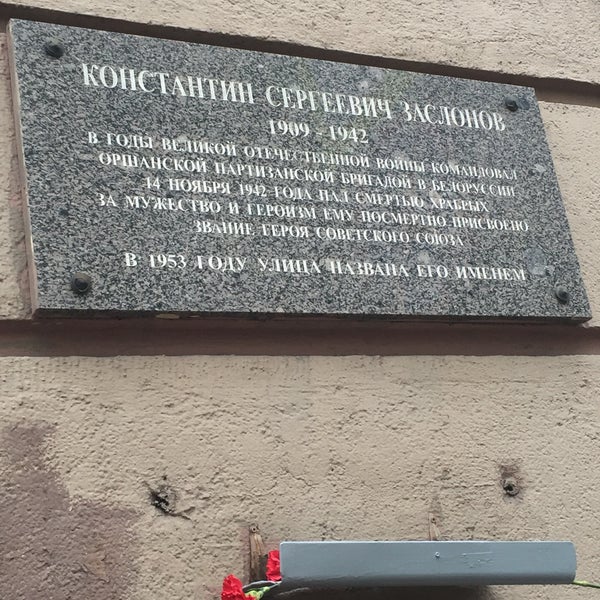 КОНСТАНТИН СЕРГЕЕВИЧ ЗАСЛОНОВ
1909 - 1942
В ГОДЫ ВЕЛИКОЙ ОТЕЧЕСТВЕННОЙ ВОЙНЫ КОМАНДОВАЛ
ОРШАНСКОЙ ПАРТИЗАНСКОЙ БРИГАДОЙ В БЕЛОРУССИИ
14 НОЯБРЯ 1942 ГОДА ПАЛ СМЕРТЬЮ ХРАБРЫХ
ЗА МУЖЕСТВО И ГЕРОИЗМ ЕМУ ПОСМЕРТНО ПРИСВОЕНО
ЗВАНИЕ ГЕРОЯ СОВЕТСКОГО СОЮЗА
В 1953 ГОДУ УЛИЦА НАЗВАНА ЕГО ИМЕНЕМ